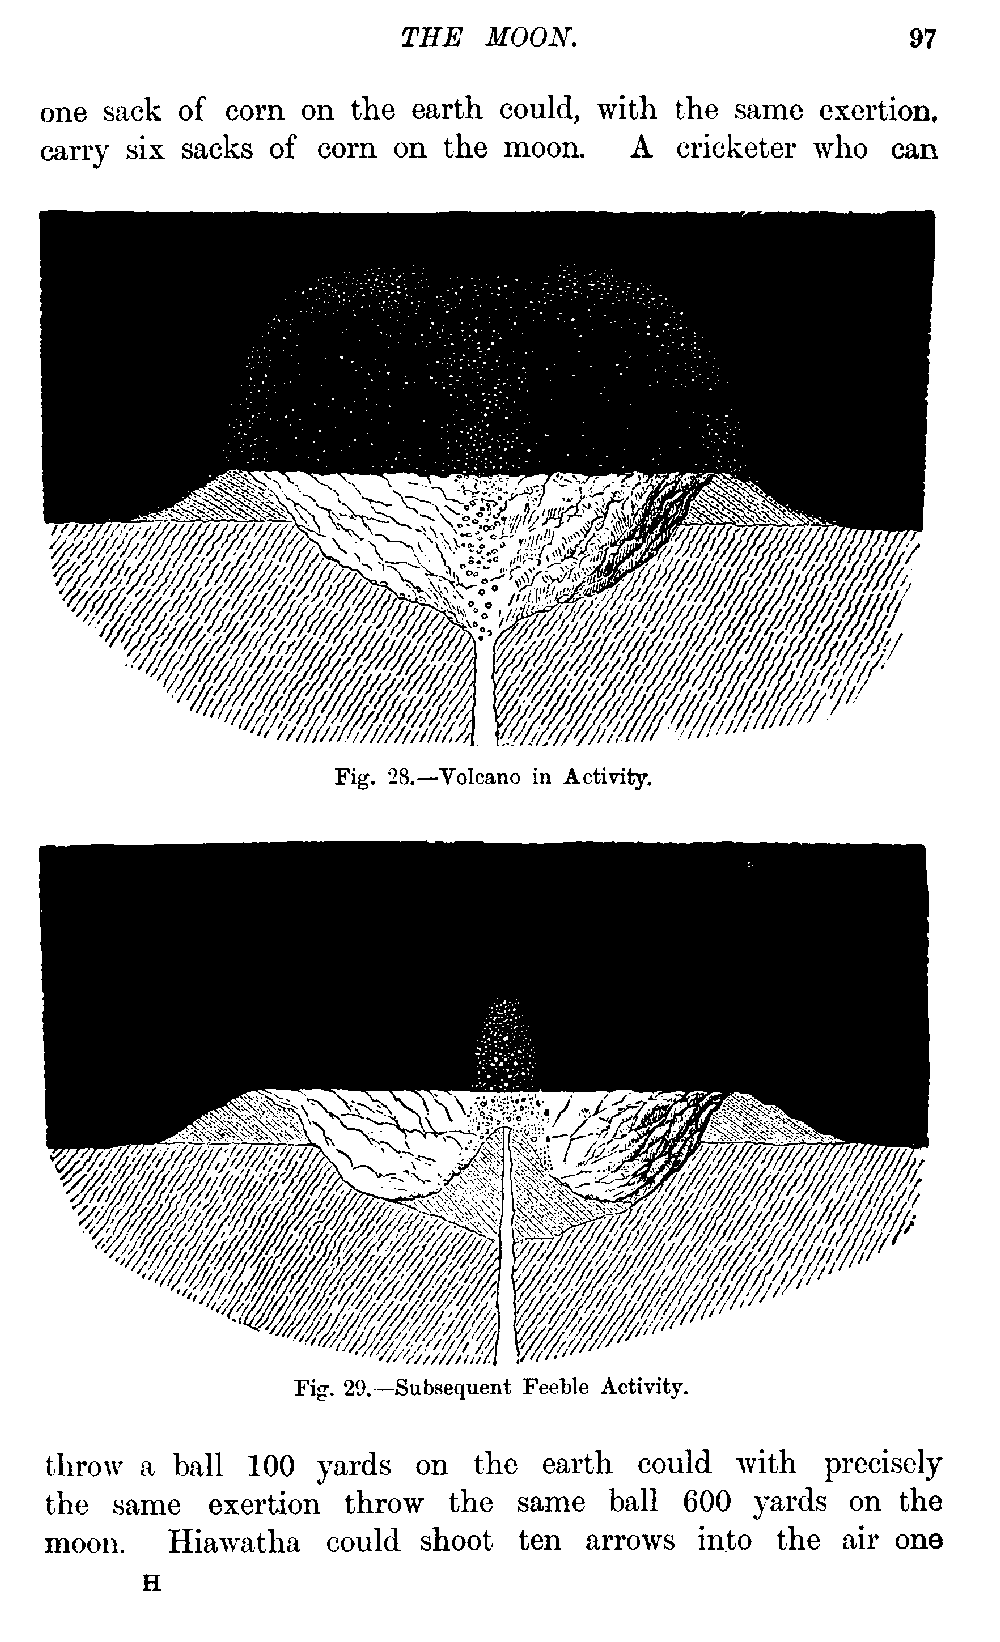 THE MOON. 97
one sack of corn on the earth could, with the same exertion,
carry six sacks of corn on the moon. A cricketer who can
Fig. 28.—Volcano in Activity.
Fig. 29.—Subsequent Feeble Activity.
throw a ball 100 yards on the earth could with precisely
the same exertion throw the same ball 600 yards on the
moon. Hiawatha could shoot ten arrows into the air one
H